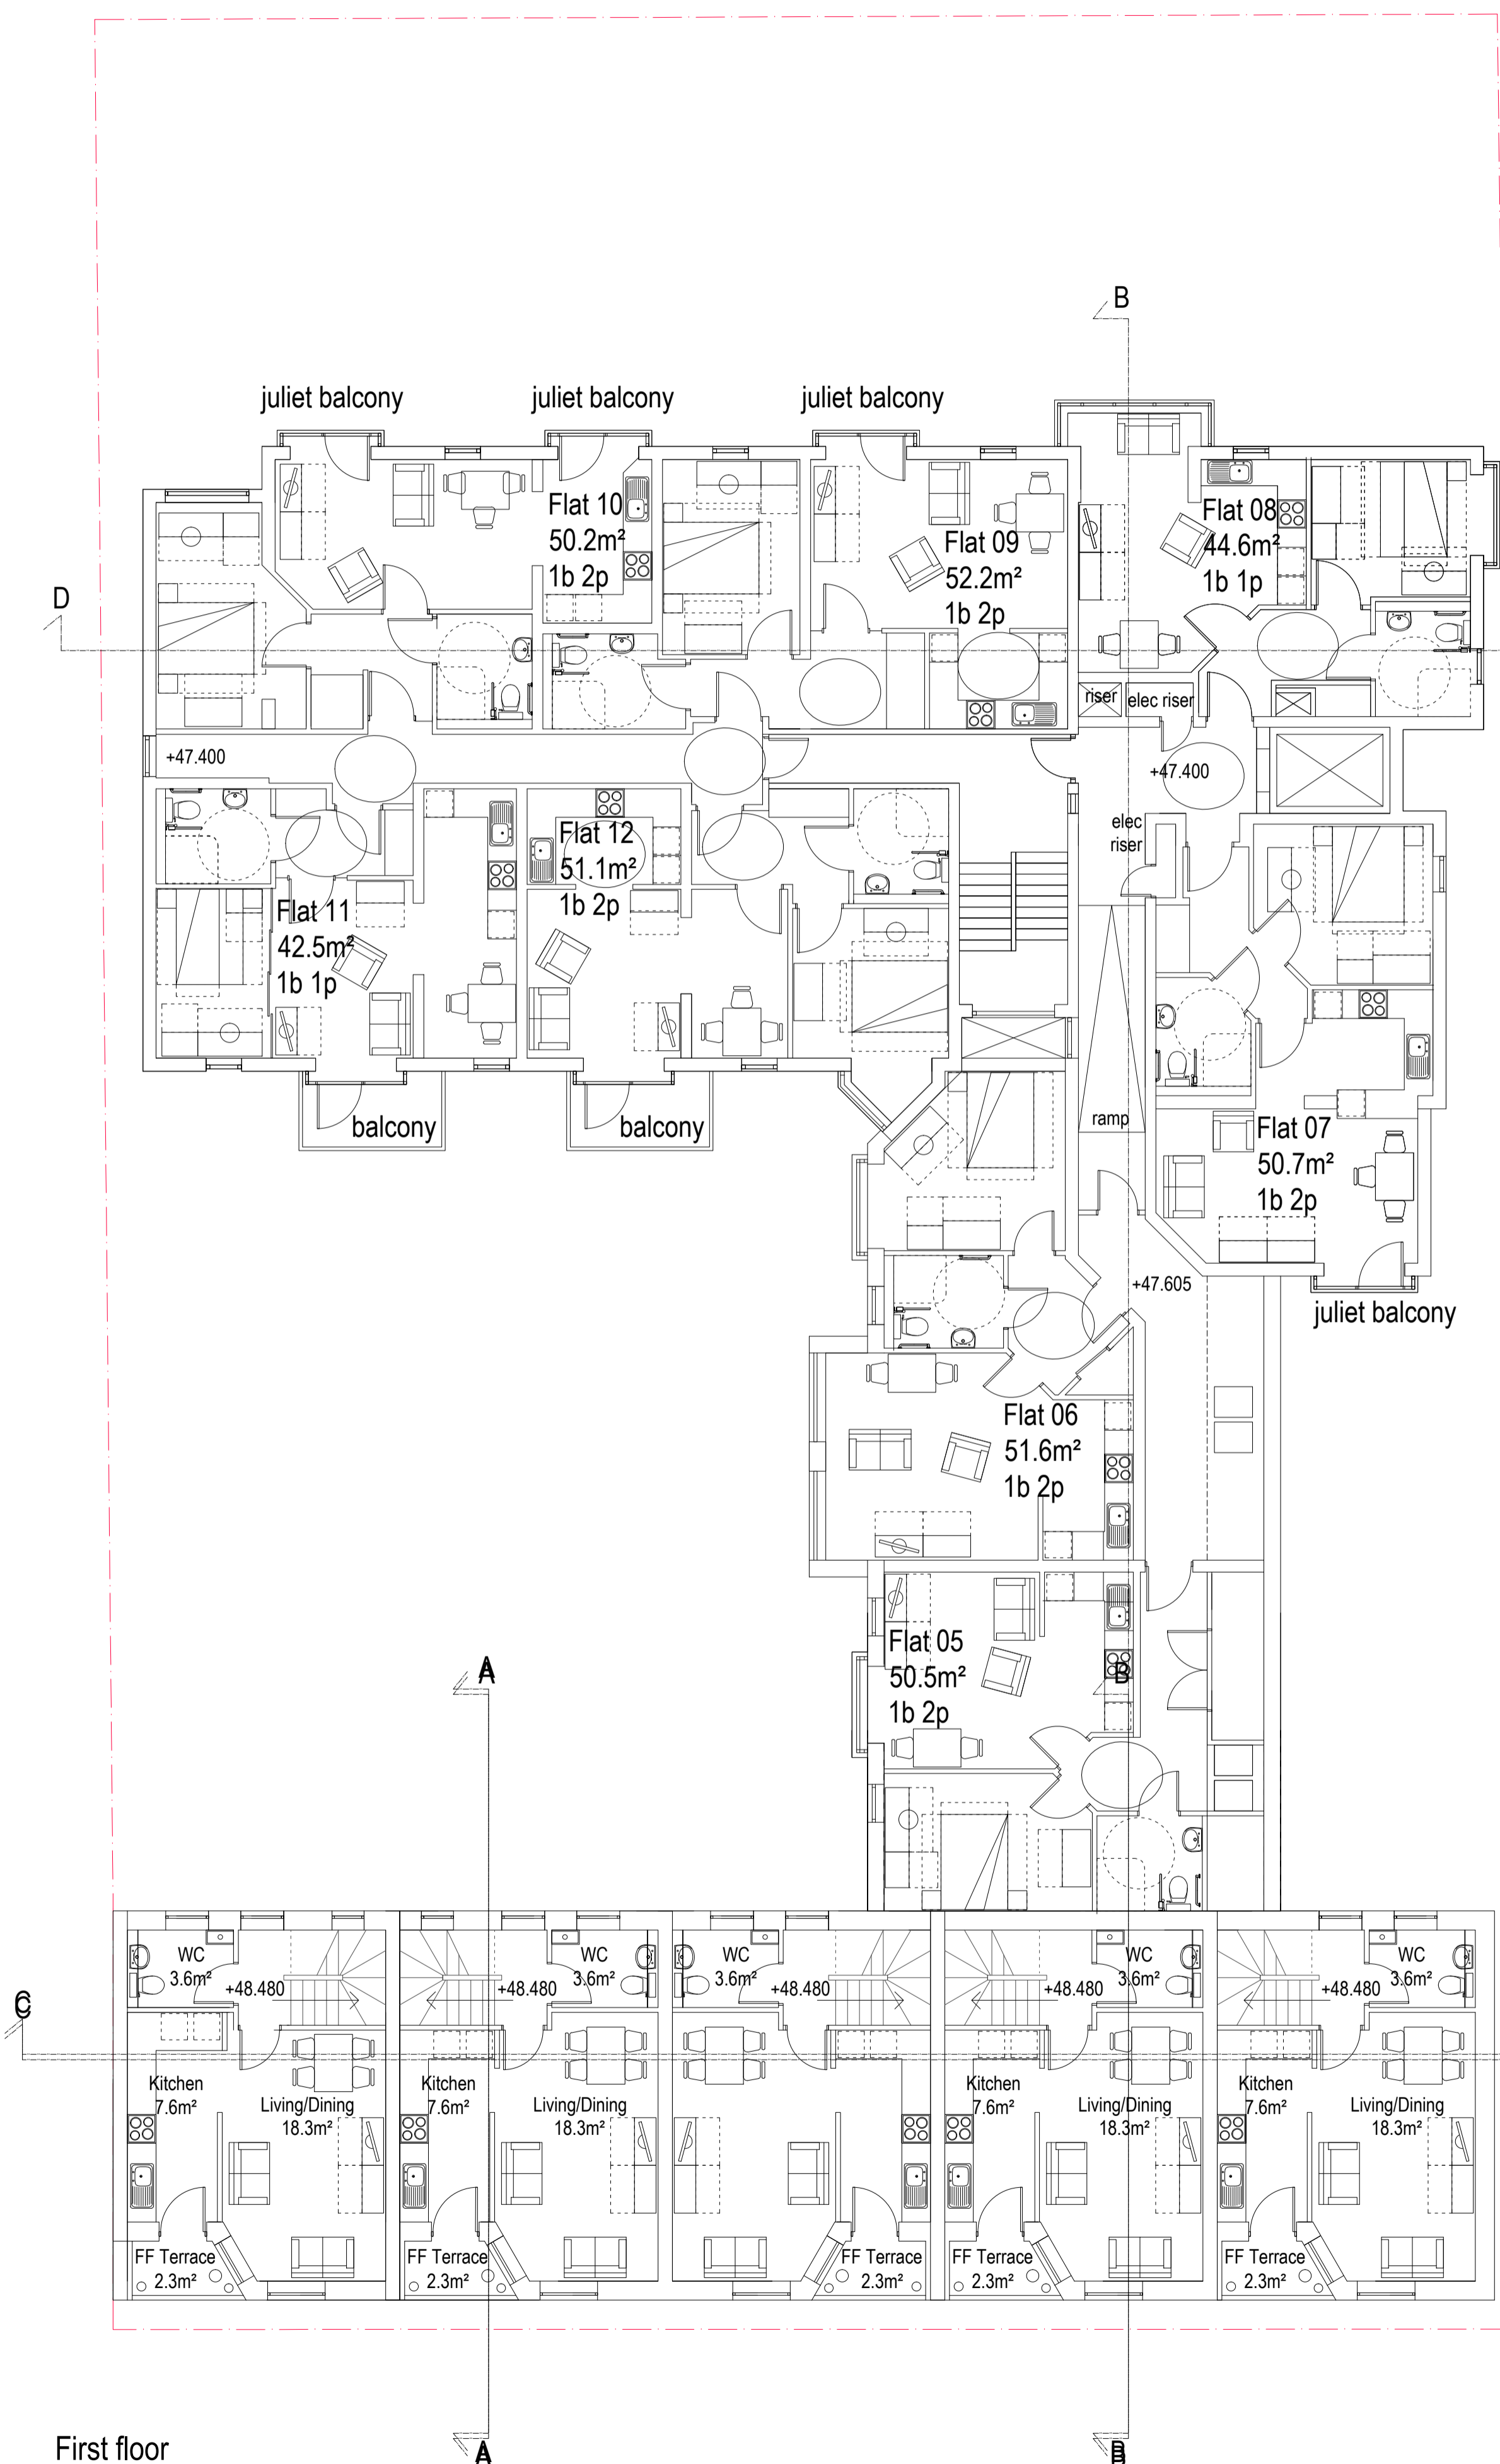 B
juliet balcony
juliet balcony
juliet balcony
Flat 10
50.2m²
1b 2p
Flat 09
52.2m²
1b 2p
Flat 08
44.6m²
1b 1p
D
riser
elec riser
+47.400
+47.400
elec
riser
Flat 12
51.1m²
1b 2p
Flat 11
42.5m²
1b 1p
balcony
balcony
ramp
Flat 07
50.7m²
1b 2p
+47.605
juliet balcony
Flat 06
51.6m²
1b 2p
Flat 05
50.5m²
1b 2p
A
B
WC
3.6m²
+48.480
WC
3.6m²
+48.480
WC
3.6m²
+48.480
WC
3.6m²
+48.480
WC
3.6m²
+48.480
C
Kitchen
7.6m²
Living/Dining
18.3m²
Kitchen
7.6m²
Living/Dining
18.3m²
Kitchen
7.6m²
Living/Dining
18.3m²
Kitchen
7.6m²
Living/Dining
18.3m²
FF Terrace
2.3m²
FF Terrace
2.3m²
FF Terrace
2.3m²
FF Terrace
2.3m²
FF Terrace
2.3m²
First floor
A
B